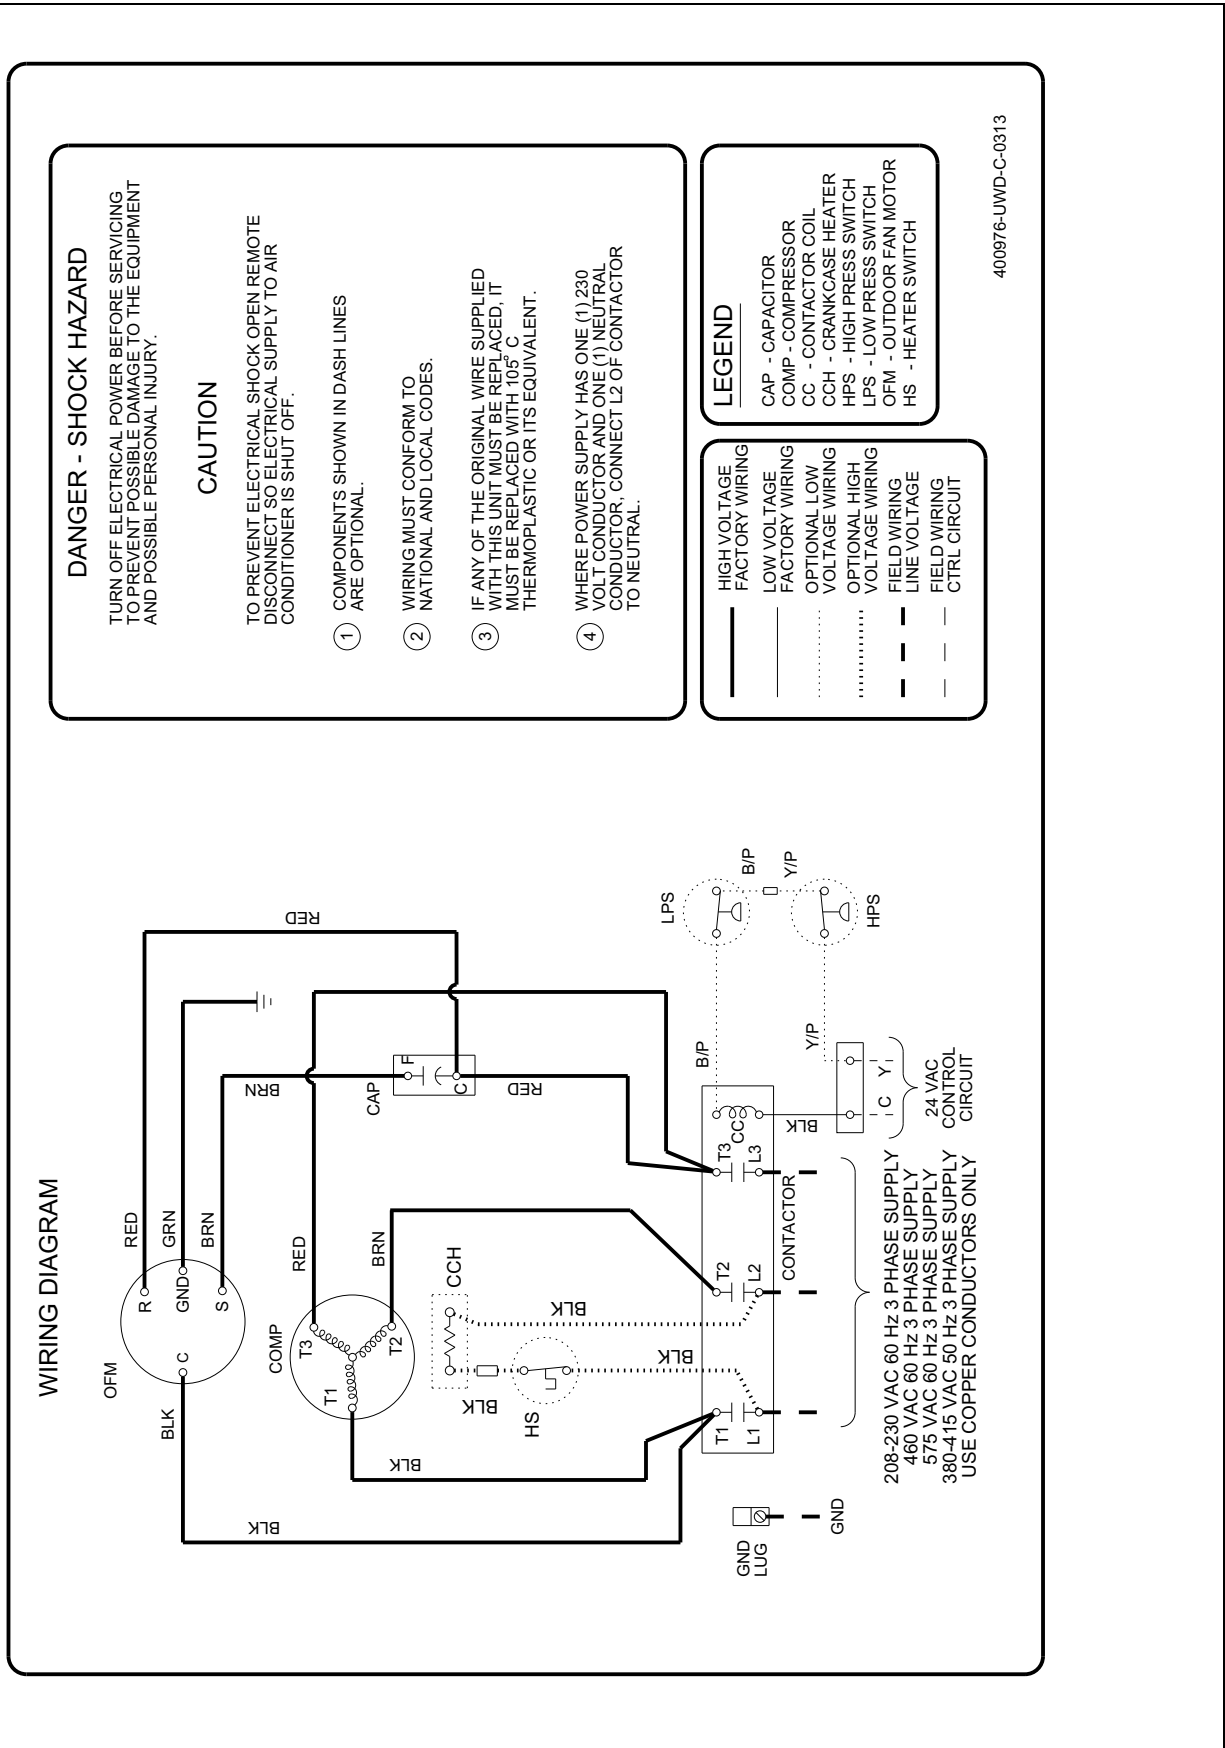 WIRING DIAGRAM
OFM
BLK
C
R
GND
S
RED
GRN
BRN
RED
BRN
BLK
COMP
T3
T2
T1
RED
BRN
BLK
CAP
F
C
RED
CCH
BLK
BLK
BLK
HS
T1
L1
T2
L2
T3
L3
CC
CONTACTOR
BLK
B/P
LPS
B/P
Y/P
HPS
Y/P
C Y
24 VAC
CONTROL
CIRCUIT
GND
LUG
GND
208-230 VAC 60 Hz 3 PHASE SUPPLY
460 VAC 60 Hz 3 PHASE SUPPLY
575 VAC 60 Hz 3 PHASE SUPPLY
380-415 VAC 50 Hz 3 PHASE SUPPLY
USE COPPER CONDUCTORS ONLY
DANGER - SHOCK HAZARD
TURN OFF ELECTRICAL POWER BEFORE SERVICING
TO PREVENT POSSIBLE DAMAGE TO THE EQUIPMENT
AND POSSIBLE PERSONAL INJURY.
CAUTION
TO PREVENT ELECTRICAL SHOCK OPEN REMOTE
DISCONNECT SO ELECTRICAL SUPPLY TO AIR
CONDITIONER IS SHUT OFF.
1 COMPONENTS SHOWN IN DASH LINES
ARE OPTIONAL.
2 WIRING MUST CONFORM TO
NATIONAL AND LOCAL CODES.
3 IF ANY OF THE ORIGINAL WIRE SUPPLIED
WITH THIS UNIT MUST BE REPLACED, IT
MUST BE REPLACED WITH 105° C
THERMOPLASTIC OR ITS EQUIVALENT.
4 WHERE POWER SUPPLY HAS ONE (1) 230
VOLT CONDUCTOR AND ONE (1) NEUTRAL
CONDUCTOR, CONNECT L2 OF CONTACTOR
TO NEUTRAL.
HIGH VOLTAGE
FACTORY WIRING
LOW VOLTAGE
FACTORY WIRING
OPTIONAL LOW
VOLTAGE WIRING
OPTIONAL HIGH
VOLTAGE WIRING
FIELD WIRING
LINE VOLTAGE
FIELD WIRING
CTRL CIRCUIT
LEGEND
CAP - CAPACITOR
COMP - COMPRESSOR
CC - CONTACTOR COIL
CCH - CRANKCASE HEATER
HPS - HIGH PRESS SWITCH
LPS - LOW PRESS SWITCH
OFM - OUTDOOR FAN MOTOR
HS - HEATER SWITCH
400976-UWD-C-0313